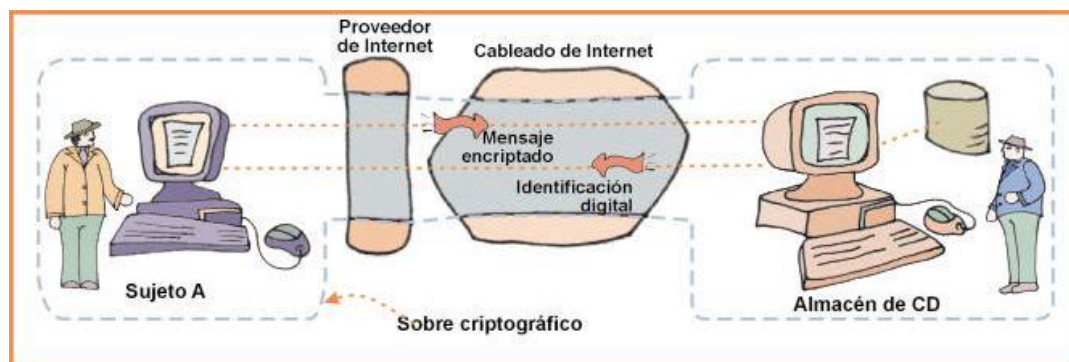 Proveedor
de Internet
Cableado de Internet
Mensaje
encriptado
Identificación
digital
Sujeto A
Almacén de CD
Sobre criptográfico